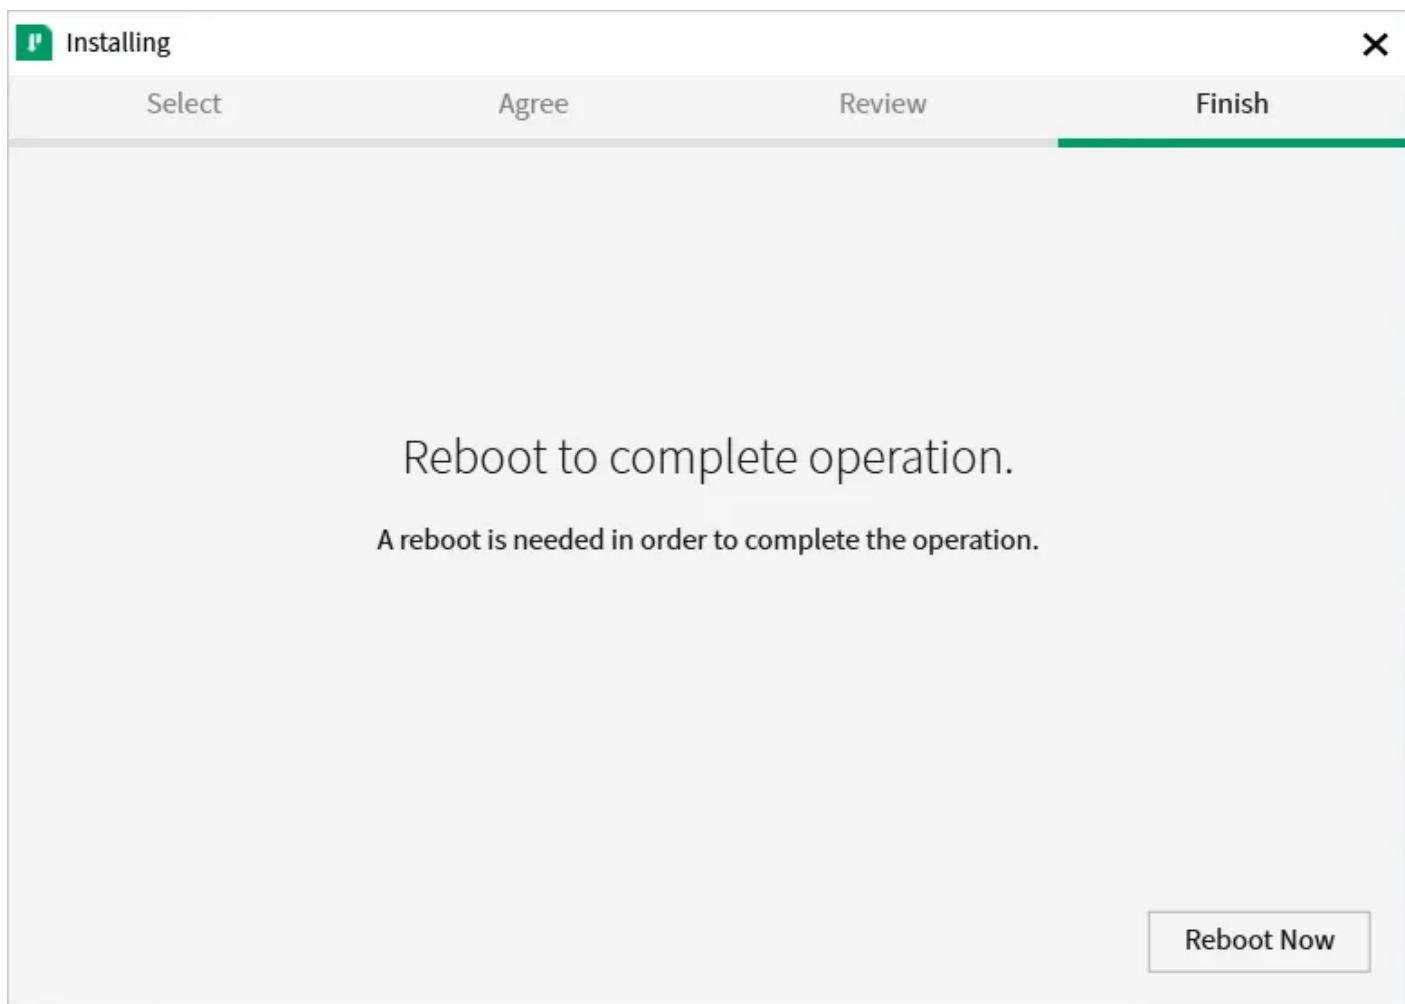 Installing
Select Agree Review Finish
Reboot to complete operation.
A reboot is needed in order to complete the operation.
Reboot Now